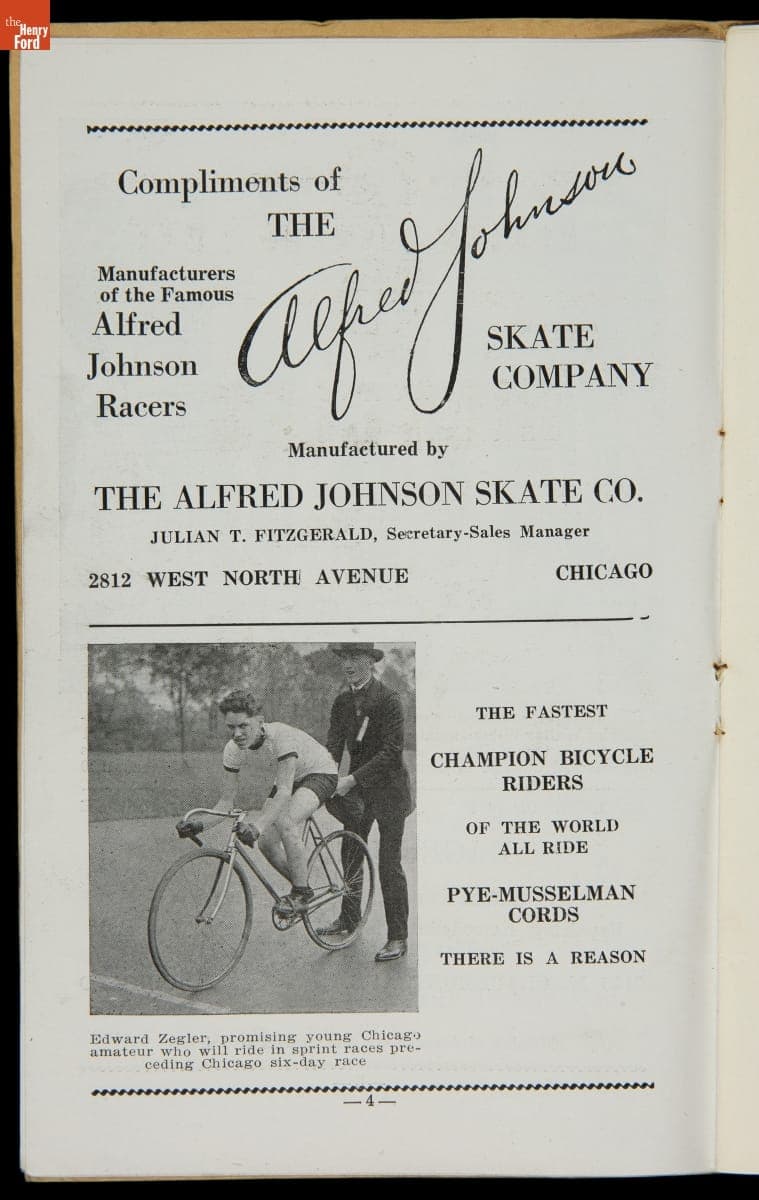 the
Henry
Ford
Compliments of
THE
Alfred Johnson
Manufacturers
of the Famous
Alfred
Johnson
Racers
SKATE
COMPANY
Manufactured by
THE ALFRED JOHNSON SKATE CO.
JULIAN T. FITZGERALD, Secretary-Sales Manager
2812 WEST NORTH AVENUE CHICAGO
THE FASTEST
CHAMPION BICYCLE
RIDERS
OF THE WORLD
ALL RIDE
PYE-MUSSELMAN
CORDS
THERE IS A REASON
Edward Zegler, promising young Chicago
amateur who will ride in sprint races pre-
ceding Chicago six-day race
—4—